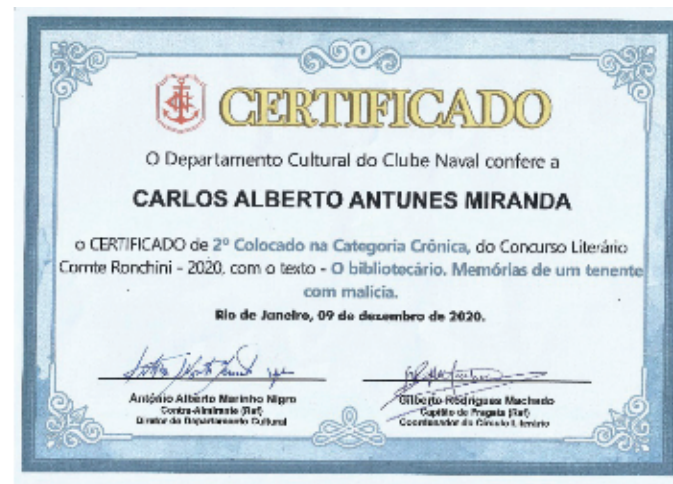 CERTIFICADO
O Departamento Cultural do Clube Naval confere a
CARLOS ALBERTO ANTUNES MIRANDA
o CERTIFICADO de 2º Colocado na Categoria Crônica, do Concurso Literário
Comte Ronchini - 2020, com o texto - O bibliotecário. Memórias de um tenente
com malícia.
Rio de Janeiro, 09 de dezembro de 2020.
Antônio Alberto Marinho Nigro
Contra-Almirante (Ref)
Diretor do Departamento Cultural
Gilberto Rodrigues Machado
Capitão de Fragata (Ref)
Coordenador do Círculo Literário